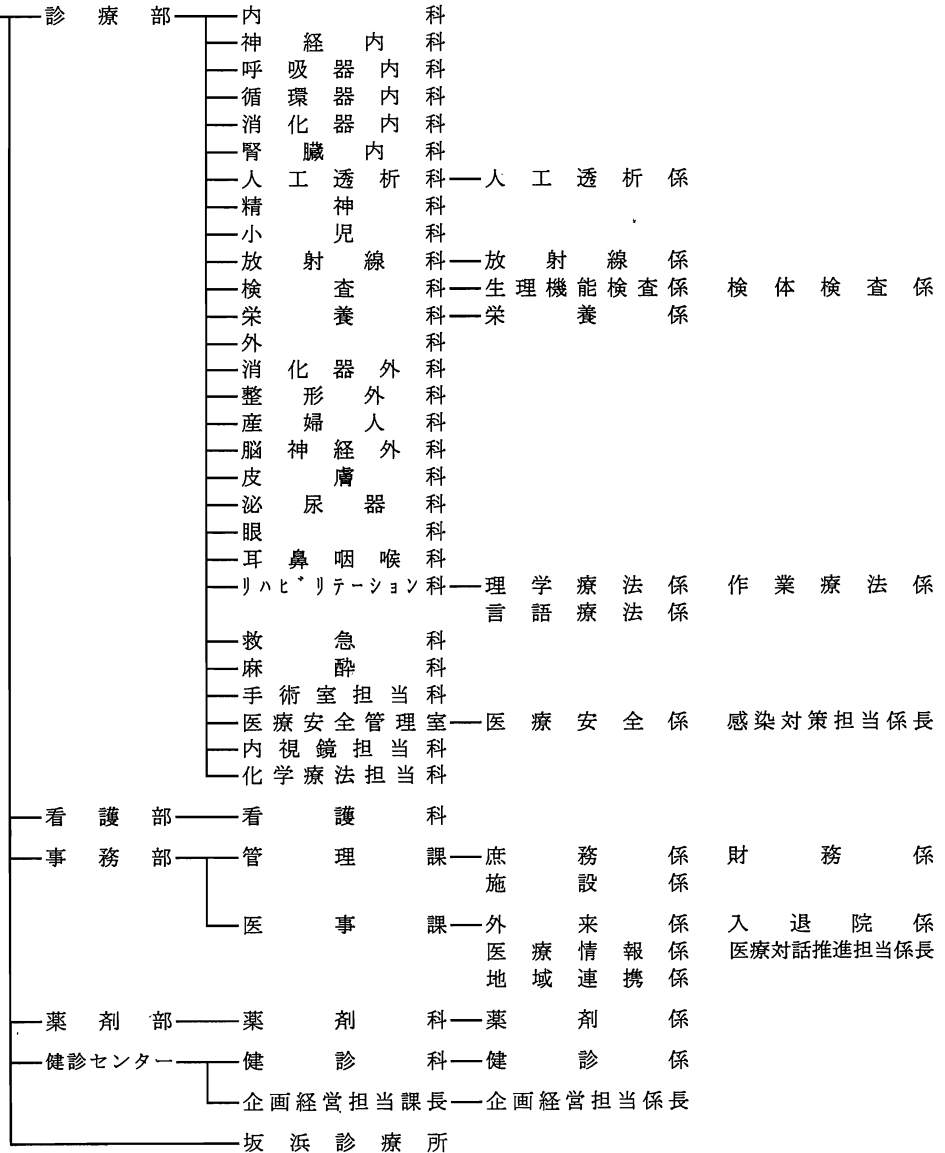 診療部 内科
神経内科
呼吸器内科
循環器内科
消化器内科
腎臓内科
人工透析科 人工透析係
精神科
小児科
放射線科 放射線係
検査科 生理機能検査係 検体検査係
栄養科 栄養係
外科
消化器外科
整形外科
産婦人科
脳神経外科
皮膚科
泌尿器科
眼科
耳鼻咽喉科
リハビリテーション科 理学療法係 作業療法係
言語療法係
救急科
麻酔科
手術室担当科
医療安全管理室 医療安全係 感染対策担当係長
内視鏡担当科
化学療法担当科
看護部 看護科
事務部 管理課 庶務係 財務係
施設係
医事課 外来係 入退院係
医療情報係 医療対話推進担当係長
地域連携係
薬剤部 薬剤科 薬剤係
健診センター 健診科 健診係
企画経営担当課長 企画経営担当係長
坂浜診療所